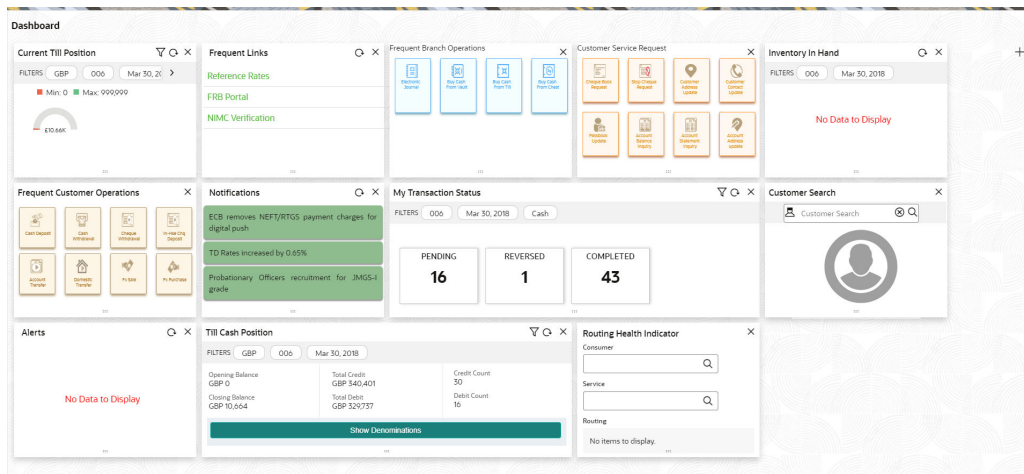 Dashboard
Current Till Position
FILTERS GBP 006 Mar 30, 20
Min: 0 Max: 999,999
£10.66K
Frequent Links
Reference Rates
FRB Portal
NIMC Verification
Frequent Branch Operations
Electronic
Journal
Buy Cash
From Vault
Buy Cash
From Till
Buy Cash
From Chest
Customer Service Request
Cheque Book
Request
Stop Cheque
Request
Customer
Address
Update
Customer
Contact
Update
Passbook
Update
Account
Balance
Inquiry
Account
Statement
Inquiry
Account
Address
Update
Inventory In Hand
FILTERS 006 Mar 30, 2018
No Data to Display
Frequent Customer Operations
Cash Deposit
Cash
Withdrawal
Cheque
Withdrawal
In-Hse Chq
Deposit
Account
Transfer
Domestic
Transfer
Fx Sale
Fx Purchase
Notifications
ECB removes NEFT/RTGS payment charges for
digital push
TD Rates increased by 0.65%
Probationary Officers recruitment for JMGS-I
grade
My Transaction Status
FILTERS 006 Mar 30, 2018 Cash
PENDING
16
REVERSED
1
COMPLETED
43
Customer Search
Customer Search
Alerts
No Data to Display
Till Cash Position
FILTERS GBP 006 Mar 30, 2018
Opening Balance
GBP 0
Closing Balance
GBP 10,664
Total Credit
GBP 340,401
Total Debit
GBP 329,737
Credit Count
30
Debit Count
16
Show Denominations
Routing Health Indicator
Consumer
Service
Routing
No items to display.